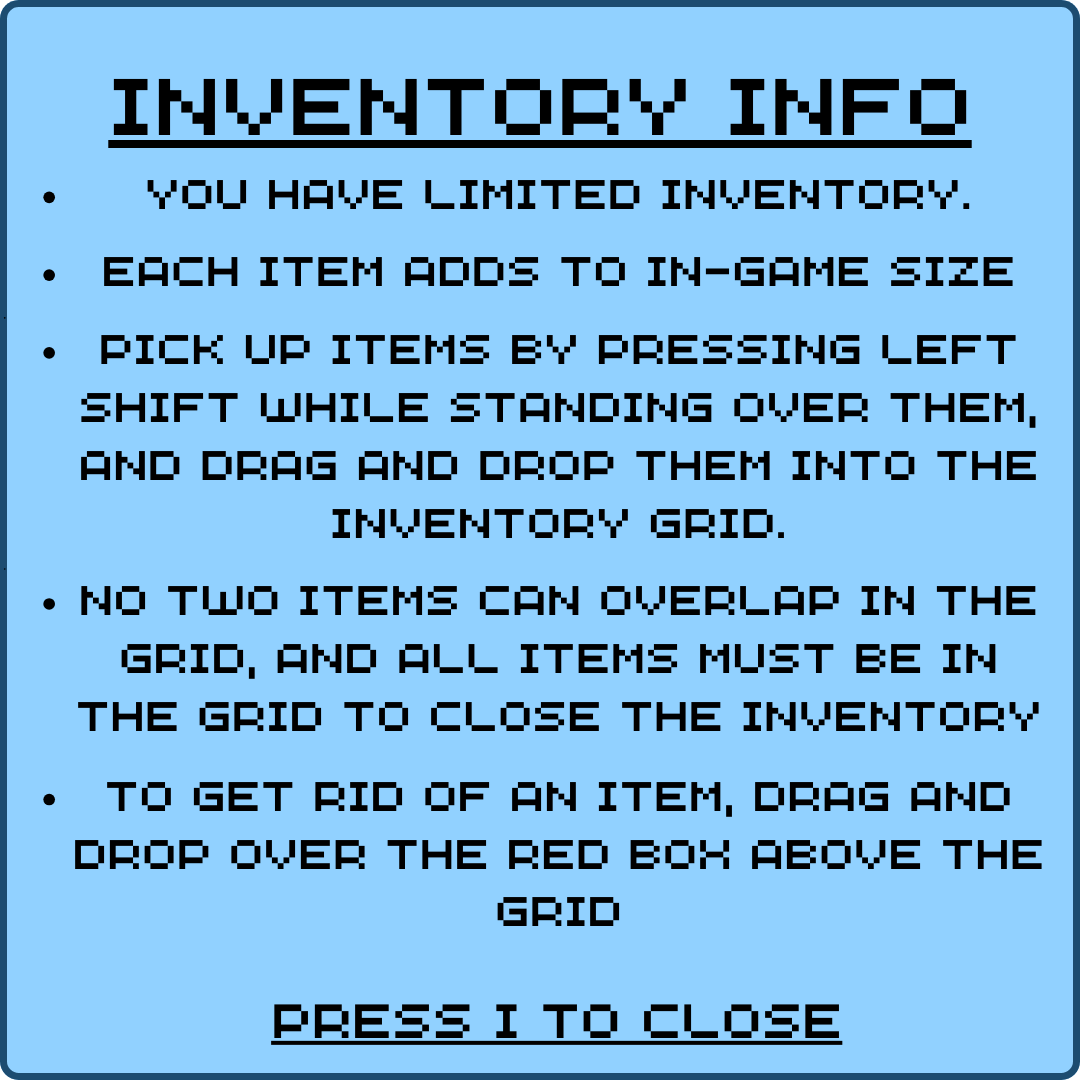 INVENTORY INFO
• YOU HAVE LIMITED INVENTORY.
• EACH ITEM ADDS TO IN-GAME SIZE
• PICK UP ITEMS BY PRESSING LEFT
SHIFT WHILE STANDING OVER THEM,
AND DRAG AND DROP THEM INTO THE
INVENTORY GRID.
• NO TWO ITEMS CAN OVERLAP IN THE
GRID, AND ALL ITEMS MUST BE IN
THE GRID TO CLOSE THE INVENTORY
• TO GET RID OF AN ITEM, DRAG AND
DROP OVER THE RED BOX ABOVE THE
GRID
PRESS I TO CLOSE